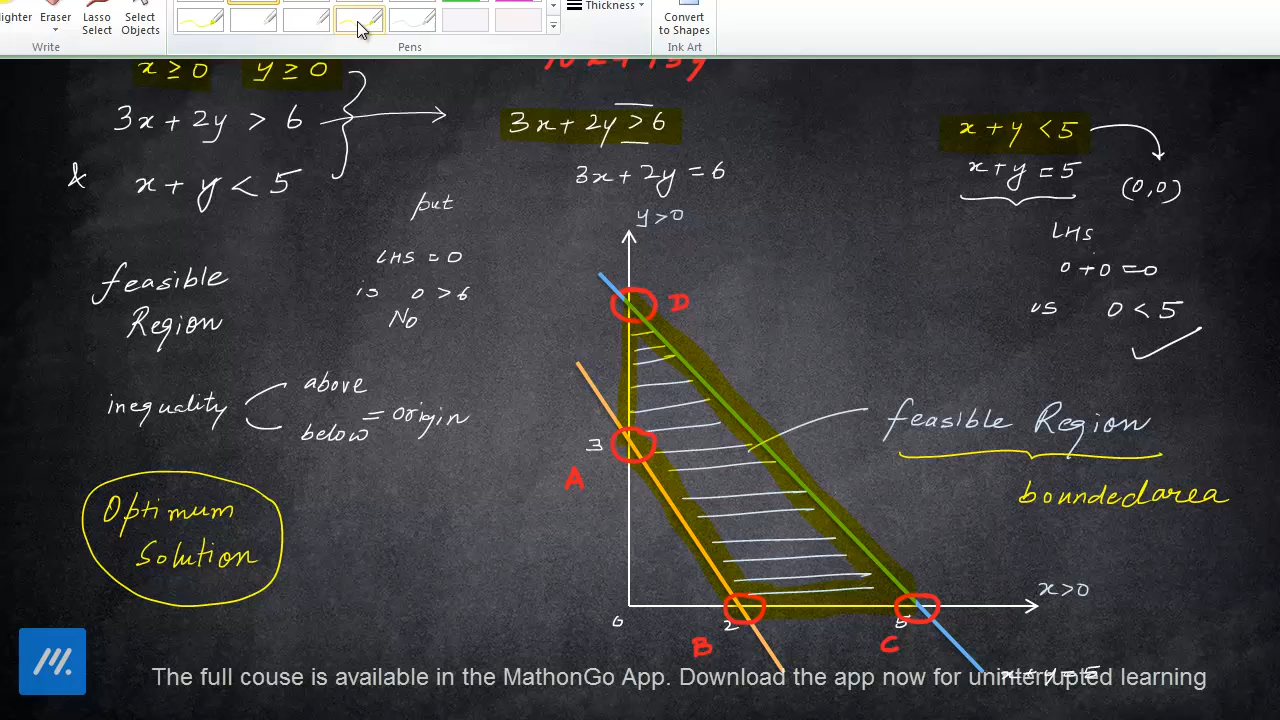 lighter Eraser Lasso Select Select Objects
Write
Pens
Thickness
Convert to Shapes
Ink Art
x ≥ 0 y ≥ 0
3x + 2y > 6
& x + y < 5
3x + 2y > 6
3x + 2y = 6
x + y < 5
x + y = 5
(0,0)
LHS
0 + 0 = 0
0 < 5
put
LHS = 0
is 0 > 6
No
feasible
Region
inequality
above
below
= origin
Optimum
Solution
y > 0
D
3
A
0
2
B
5
C
x > 0
x + y = 5
feasible Region
bounded area
The full couse is available in the MathonGo App. Download the app now for uninterrupted learning